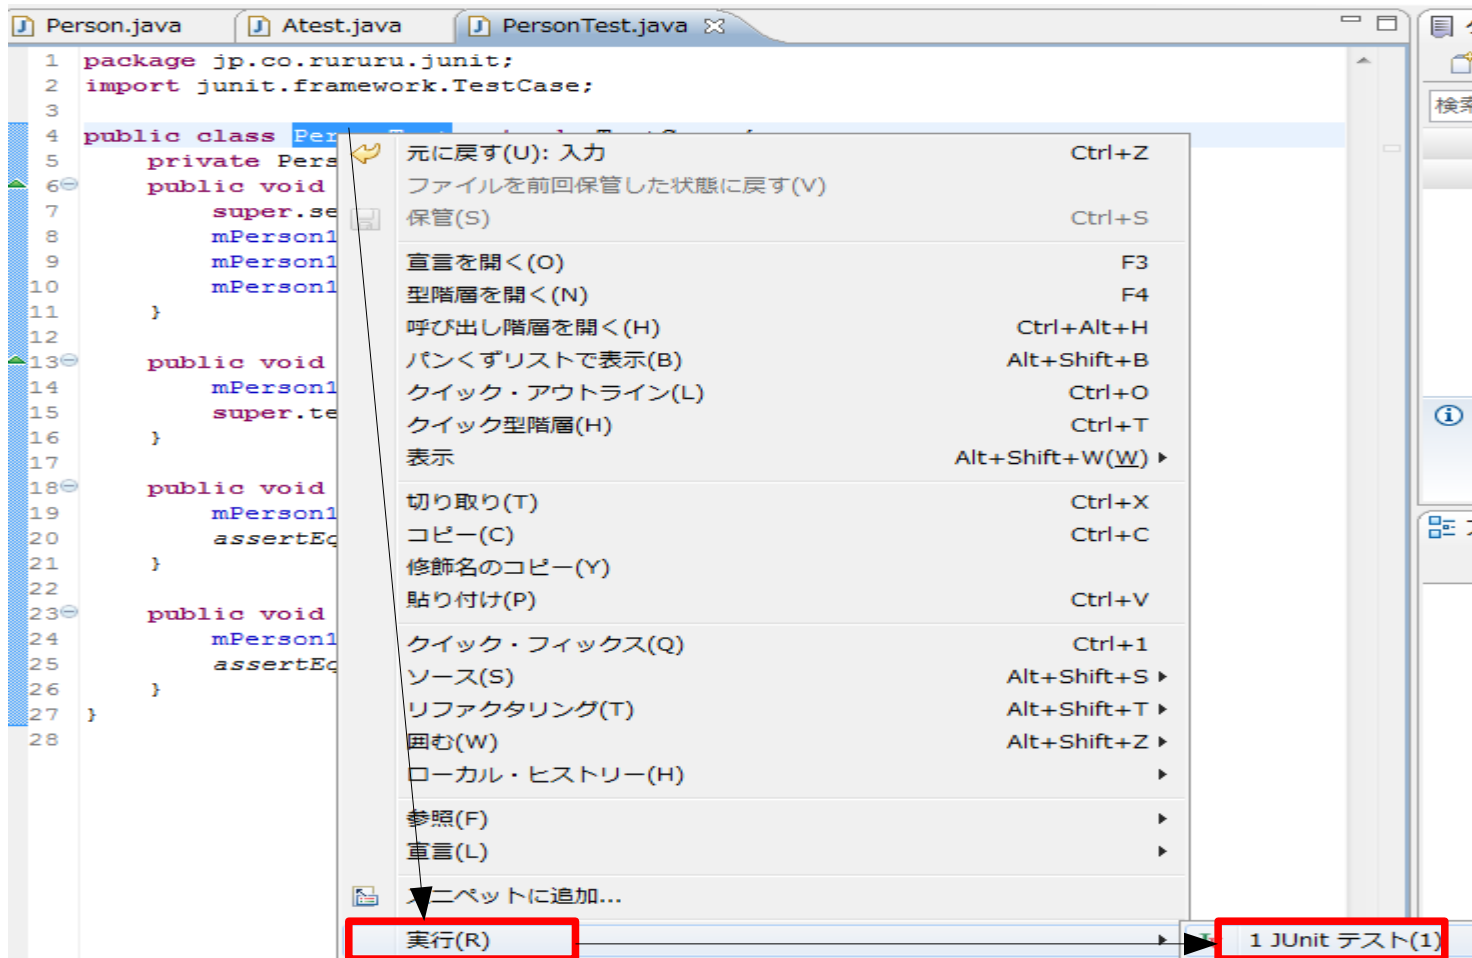 Person.java Atest.java PersonTest.java
1 package jp.co.rururu.junit;
2 import junit.framework.TestCase;
3
4 public class
5 private
6 public void
7
8 mPerson1
9 mPerson1
10 mPerson1
11 }
12
13 public void
14 mPerson1
15
16 }
17
18 public void
19 mPerson1
20
21 }
22
23 public void
24 mPerson1
25
26 }
27 }
28
元に戻す(U): 入力 Ctrl+Z
ファイルを前回保管した状態に戻す(V)
保管(S) Ctrl+S
宣言を開く(O) F3
型階層を開く(N) F4
呼び出し階層を開く(H) Ctrl+Alt+H
パンくずリストで表示(B) Alt+Shift+B
クイック・アウトライン(L) Ctrl+O
クイック型階層(H) Ctrl+T
表示 Alt+Shift+W(W)
切り取り(T) Ctrl+X
コピー(C) Ctrl+C
修飾名のコピー(Y)
貼り付け(P) Ctrl+V
クイック・フィックス(Q) Ctrl+1
ソース(S) Alt+Shift+S
リファクタリング(T) Alt+Shift+T
囲む(W) Alt+Shift+Z
ローカル・ヒストリー(H)
参照(F)
宣言(L)
スニペットに追加...
実行(R)
1 JUnit テスト(1)